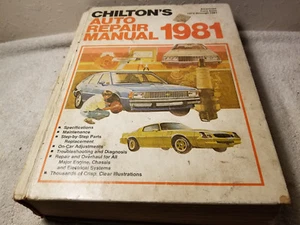 CHILTON'S
AUTO
REPAIR
MANUAL 1981
• Specifications
• Maintenance
• Step-by-Step Parts
Replacement
• On-Car Adjustments
• Troubleshooting and Diagnosis
• Repair and Overhaul for All
Major Engine, Chassis
and Electrical Systems
• Thousands of Crisp, Clear Illustrations